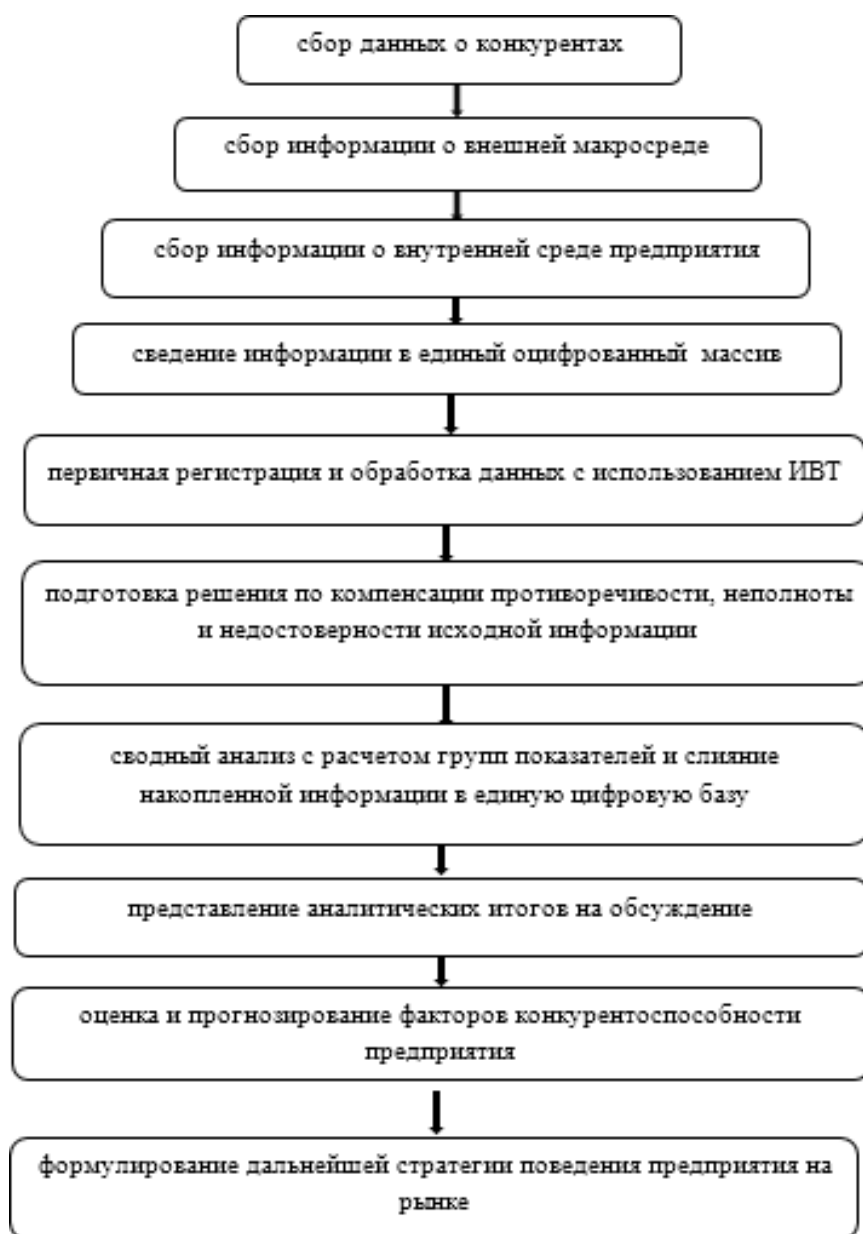 сбор данных о конкурентах
сбор информации о внешней макросреде
сбор информации о внутренней среде предприятия
сведение информации в единый оцифрованный массив
первичная регистрация и обработка данных с использованием ИВТ
подготовка решения по компенсации противоречивости, неполноты
и недостоверности исходной информации
сводный анализ с расчетом групп показателей и слияние
накопленной информации в единую цифровую базу
представление аналитических итогов на обсуждение
оценка и прогнозирование факторов конкурентоспособности
предприятия
формулирование дальнейшей стратегии поведения предприятия на
рынке